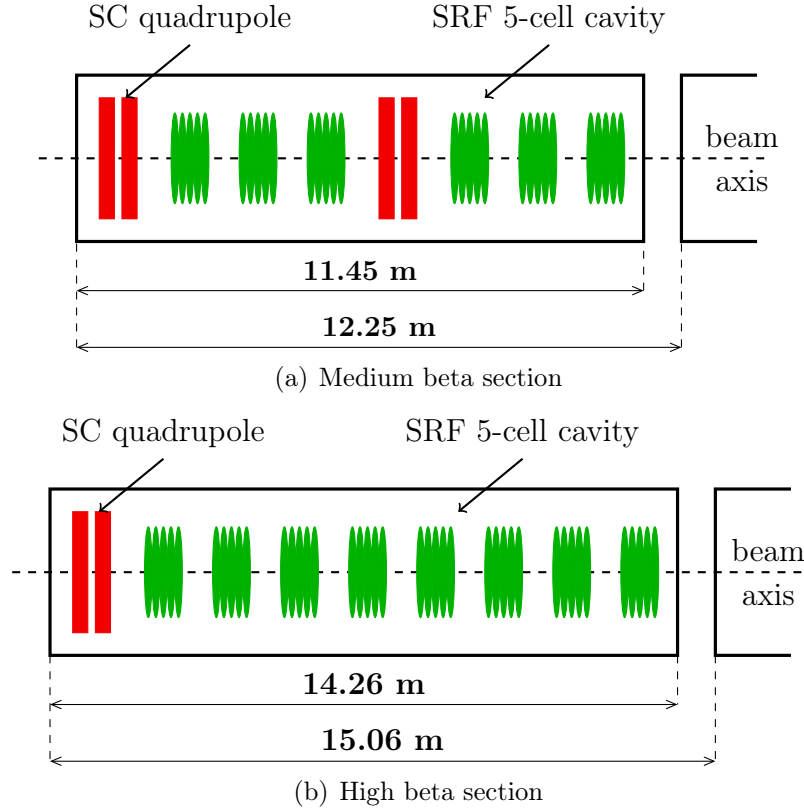 SC quadrupole
SRF 5-cell cavity
beam
axis
11.45 m
12.25 m
(a) Medium beta section
SC quadrupole
SRF 5-cell cavity
beam
axis
14.26 m
15.06 m
(b) High beta section